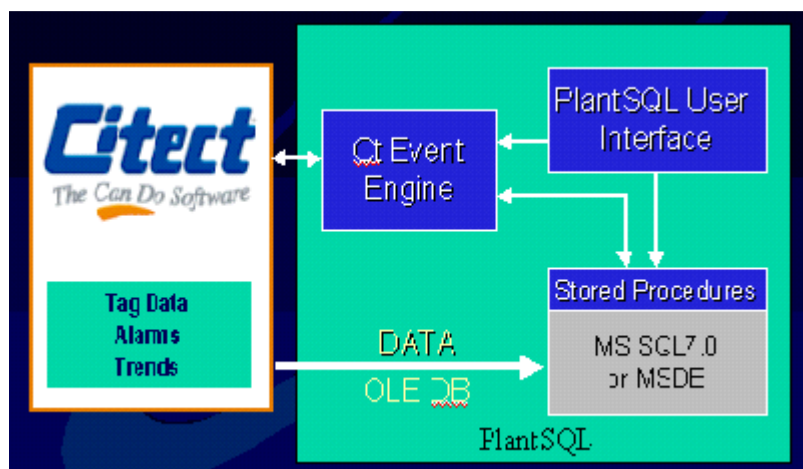 Citect
The Can Do Software
Tag Data
Alarms
Trends
Ct Event
Engine
PlantSQL User
Interface
Stored Procedures
MS SQL7.0
or MSDE
DATA
OLE DB
PlantSQL